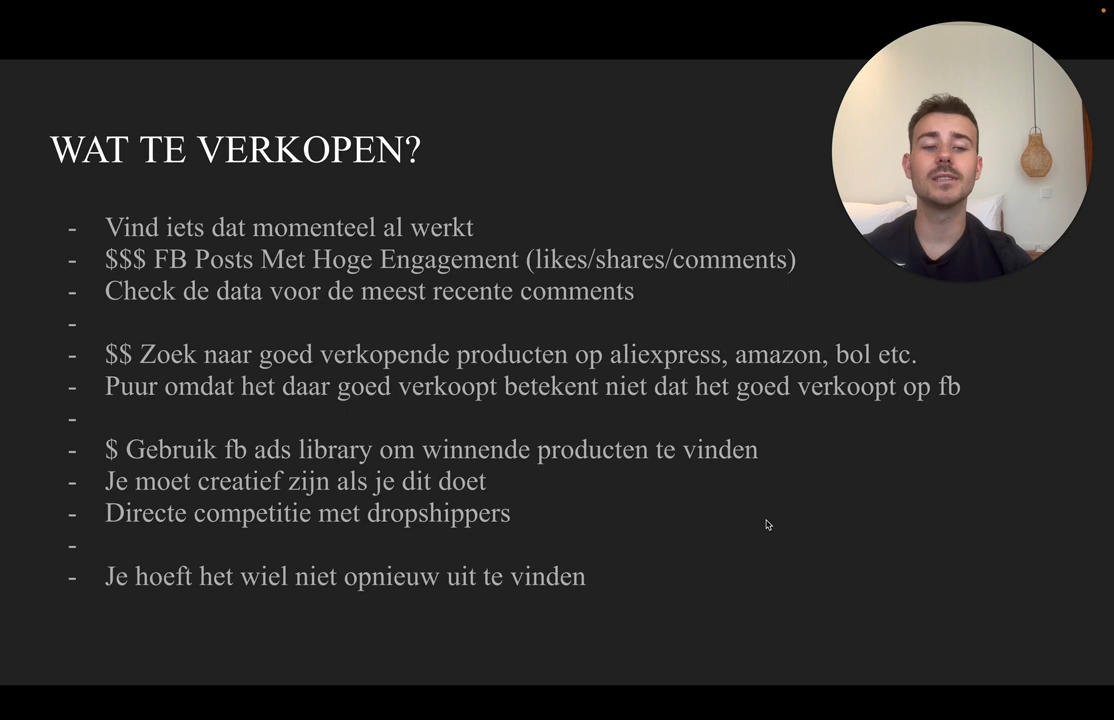 WAT TE VERKOPEN?
- Vind iets dat momenteel al werkt
- $$$ FB Posts Met Hoge Engagement (likes/shares/comments)
- Check de data voor de meest recente comments
-
- $$ Zoek naar goed verkopende producten op aliexpress, amazon, bol etc.
- Puur omdat het daar goed verkoopt betekent niet dat het goed verkoopt op fb
-
- $ Gebruik fb ads library om winnende producten te vinden
- Je moet creatief zijn als je dit doet
- Directe competitie met dropshippers
-
- Je hoeft het wiel niet opnieuw uit te vinden